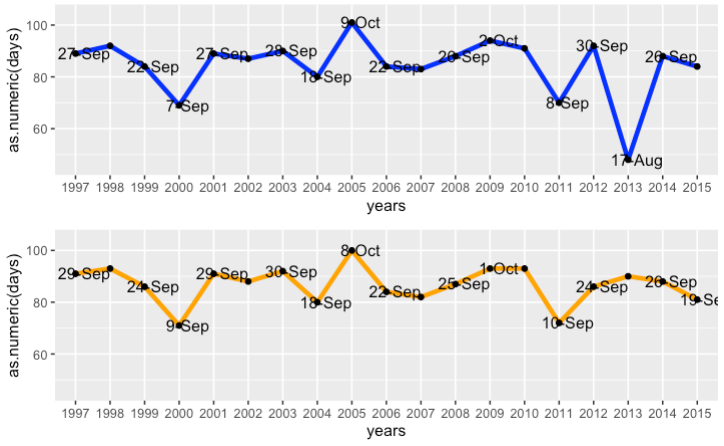 as.numeric(days)
100
80
60
27-Sep
22-Sep
7-Sep
27-Sep
28-Sep
18-Sep
9-Oct
22-Sep
26-Sep
2-Oct
8-Sep
30-Sep
17-Aug
26-Sep
1997 1998 1999 2000 2001 2002 2003 2004 2005 2006 2007 2008 2009 2010 2011 2012 2013 2014 2015
years
as.numeric(days)
100
80
60
29-Sep
24-Sep
9-Sep
29-Sep
30-Sep
18-Sep
8-Oct
22-Sep
25-Sep
1-Oct
10-Sep
24-Sep
26-Sep
19-Se
1997 1998 1999 2000 2001 2002 2003 2004 2005 2006 2007 2008 2009 2010 2011 2012 2013 2014 2015
years